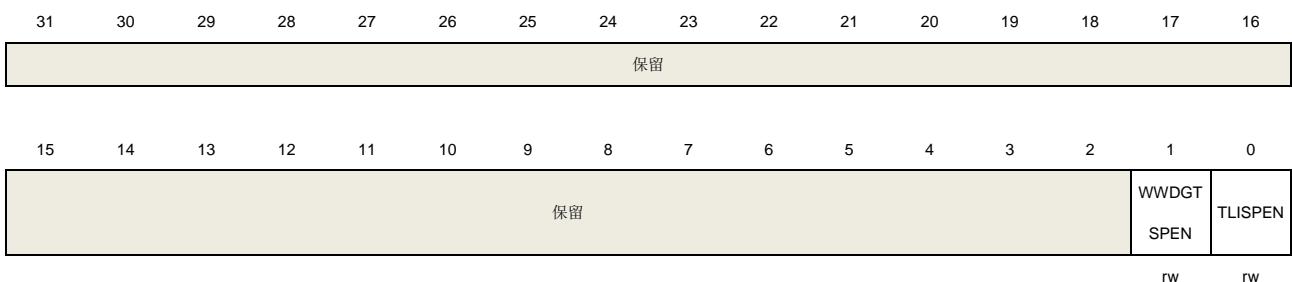 31 30 29 28 27 26 25 24 23 22 21 20 19 18 17 16
保留
15 14 13 12 11 10 9 8 7 6 5 4 3 2 1 0
保留
WWDGT
SPEN
TLISPEN
rw rw